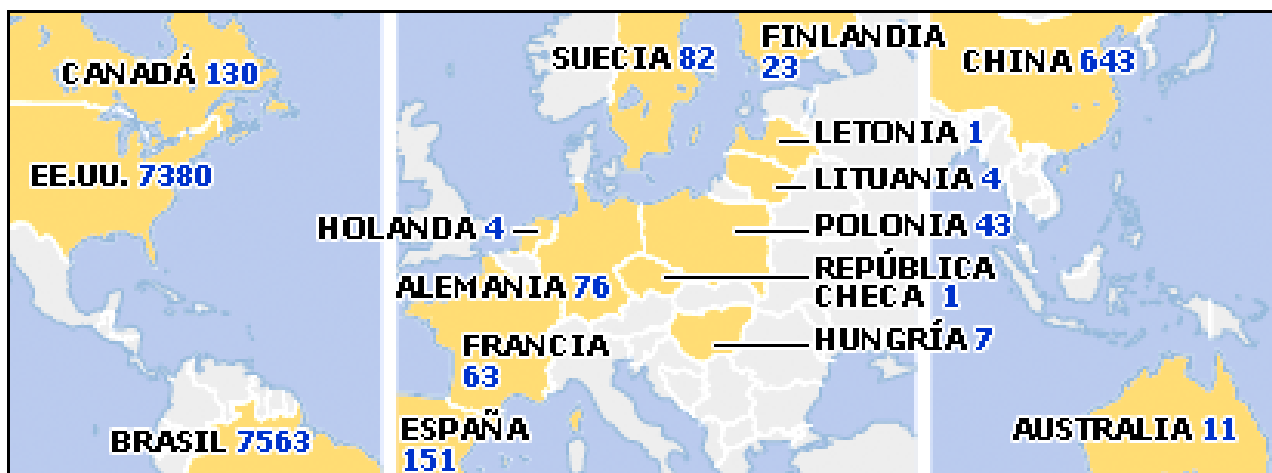 CANADÁ 130
EE.UU. 7380
BRASIL 7563
SUECIA 82
FINLANDIA
23
LETONIA 1
LITUANIA 4
HOLANDA 4
POLONIA 43
ALEMANIA 76
REPÚBLICA
CHECA 1
HUNGRÍA 7
FRANCIA
63
ESPAÑA
151
CHINA 643
AUSTRALIA 11